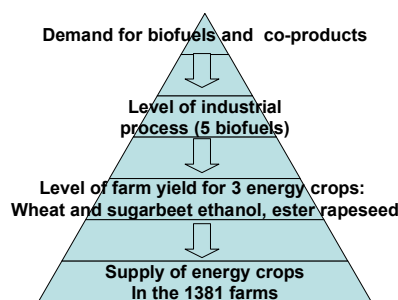 Demand for biofuels and co-products
Level of industrial
process (5 biofuels)
Level of farm yield for 3 energy crops:
Wheat and sugarbeet ethanol, ester rapeseed
Supply of energy crops
In the 1381 farms